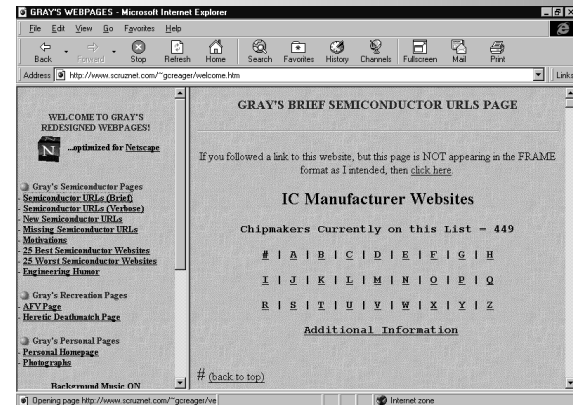 GRAY'S WEBPAGES - Microsoft Internet Explorer
File Edit View Go Favorites Help
Back Forward Stop Refresh Home Search Favorites History Channels Fullscreen Mail Print
Address http://www.scruznet.com/~gcreager/welcome.htm Links
WELCOME TO GRAY'S
REDESIGNED WEBPAGES!
N ...optimized for Netscape
Gray's Semiconductor Pages
- Semiconductor URLs (Brief)
- Semiconductor URLs (Verbose)
- New Semiconductor URLs
- Missing Semiconductor URLs
- Motivations
- 25 Best Semiconductor Websites
- 25 Worst Semiconductor Websites
- Engineering Humor
Gray's Recreation Pages
- AFV Page
- Heretic Deathmatch Page
Gray's Personal Pages
- Personal Homepage
- Photographs
Background Music ON
GRAY'S BRIEF SEMICONDUCTOR URLS PAGE
If you followed a link to this website, but this page is NOT appearing in the FRAME
format as I intended, then click here.
IC Manufacturer Websites
Chipmakers Currently on this List = 449
# | A | B | C | D | E | F | G | H
I | J | K | L | M | N | O | P | Q
R | S | T | U | V | W | X | Y | Z
Additional Information
# (back to top)
Opening page http://www.scruznet.com/~gcreager/ve Internet zone